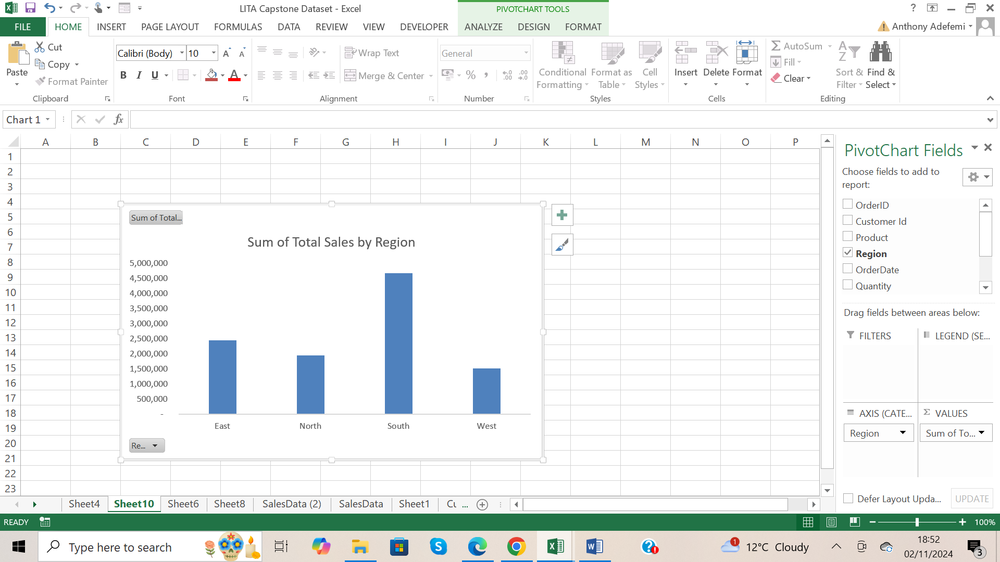 LITA Capstone Dataset - Excel
PIVOTCHART TOOLS
?
FILE HOME INSERT PAGE LAYOUT FORMULAS DATA REVIEW VIEW DEVELOPER ANALYZE DESIGN FORMAT
Anthony Adefemi
Paste
Cut
Copy
Format Painter
Clipboard
Calibri (Body) 10
B I U
Font
Wrap Text
Merge & Center
Alignment
General
%
Number
Conditional Formatting
Format as Table
Cell Styles
Styles
Insert Delete Format
Cells
AutoSum
Fill
Clear
Sort & Filter
Find & Select
Editing
Chart 1
fx
A B C D E F G H I J K L M N O P
1
2
3
4
5
6
7
8
9
10
11
12
13
14
15
16
17
18
19
20
21
22
23
Sum of Total...
Sum of Total Sales by Region
5,000,000
4,500,000
4,000,000
3,500,000
3,000,000
2,500,000
2,000,000
1,500,000
1,000,000
500,000
-
East North South West
Re...
PivotChart Fields
Choose fields to add to
report:
OrderID
Customer Id
Product
Region
OrderDate
Quantity
Drag fields between areas below:
FILTERS
LEGEND (SE...
AXIS (CATE...
VALUES
Region
Sum of To...
Defer Layout Upda...
UPDATE
Sheet4 Sheet10 Sheet6 Sheet8 SalesData (2) SalesData Sheet1 Cu ...
READY
100%
Type here to search
1
12°C Cloudy
18:52
02/11/2024
3